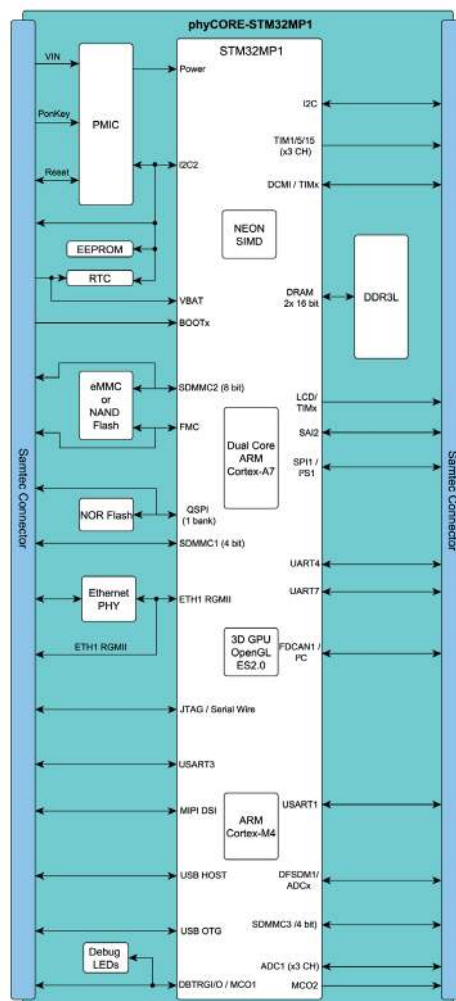 phyCORE-STM32MP1
STM32MP1
VIN
PMIC
Power
PonKey
Reset
I2C2
EEPROM
RTC
VBAT
BOOTx
eMMC
or
NAND
Flash
SDMMC2 (8 bit)
FMC
NOR Flash
QSPI
(1 bank)
SDMMC1 (4 bit)
Ethernet
PHY
ETH1 RGMII
ETH1 RGMII
JTAG / Serial Wire
USART3
MIPI DSI
USB HOST
USB OTG
Debug
LEDs
DBTRGI/O / MCO1
NEON
SIMD
Dual Core
ARM
Cortex-A7
3D GPU
OpenGL
ES2.0
ARM
Cortex-M4
I2C
TIM1/5/15
(x3 CH)
DCMI / TIMx
DRAM
2x 16 bit
DDR3L
LCD/
TIMx
SAI2
SPI1 /
I²S1
UART4
UART7
FDCAN1 /
I²C
USART1
DFSDM1/
ADCx
SDMMC3 /4 bit)
ADC1 (x3 CH)
MCO2
Samtec Connector
Samtec Connector